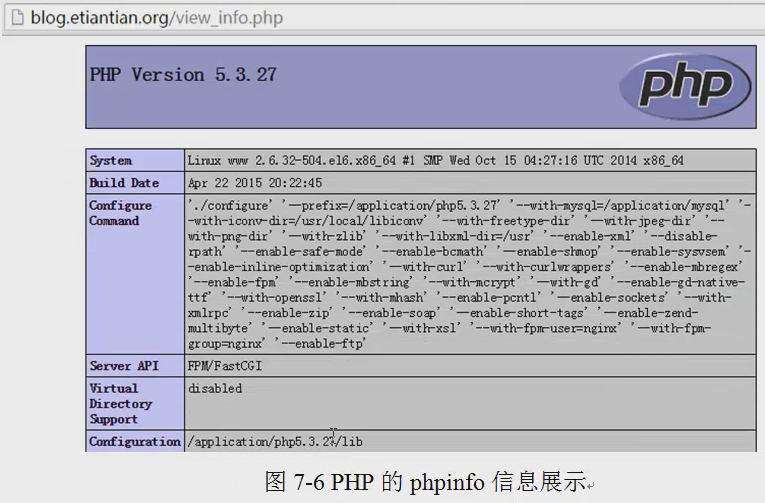 blog.etiantian.org/view_info.php
PHP Version 5.3.27
php
System Linux www 2.6.32-504.el6.x86_64 #1 SMP Wed Oct 15 04:27:16 UTC 2014 x86_64
Build Date Apr 22 2015 20:22:45
Configure Command './configure' '--prefix=/application/php5.3.27' '--with-mysql=/application/mysql' '-
-with-iconv-dir=/usr/local/libiconv' '--with-freetype-dir' '--with-jpeg-dir' '--
with-png-dir' '--with-zlib' '--with-libxml-dir=/usr' '--enable-xml' '--disable-
rpath' '--enable-safe-mode' '--enable-bcmath' '--enable-shmop' '--enable-sysvsem' '-
-enable-inline-optimization' '--with-curl' '--with-curlwrappers' '--enable-mbregex'
'--enable-fpm' '--enable-mbstring' '--with-mcrypt' '--with-gd' '--enable-gd-native-
ttf' '--with-openssl' '--with-mhash' '--enable-pcntl' '--enable-sockets' '--with-
xmlrpc' '--enable-zip' '--enable-soap' '--enable-short-tags' '--enable-zend-
multibyte' '--enable-static' '--with-xsl' '--with-fpm-user=nginx' '--with-fpm-
group=nginx' '--enable-ftp'
Server API FPM/FastCGI
Virtual Directory Support disabled
Configuration /application/php5.3.27/lib
图 7-6 PHP 的 phpinfo 信息展示